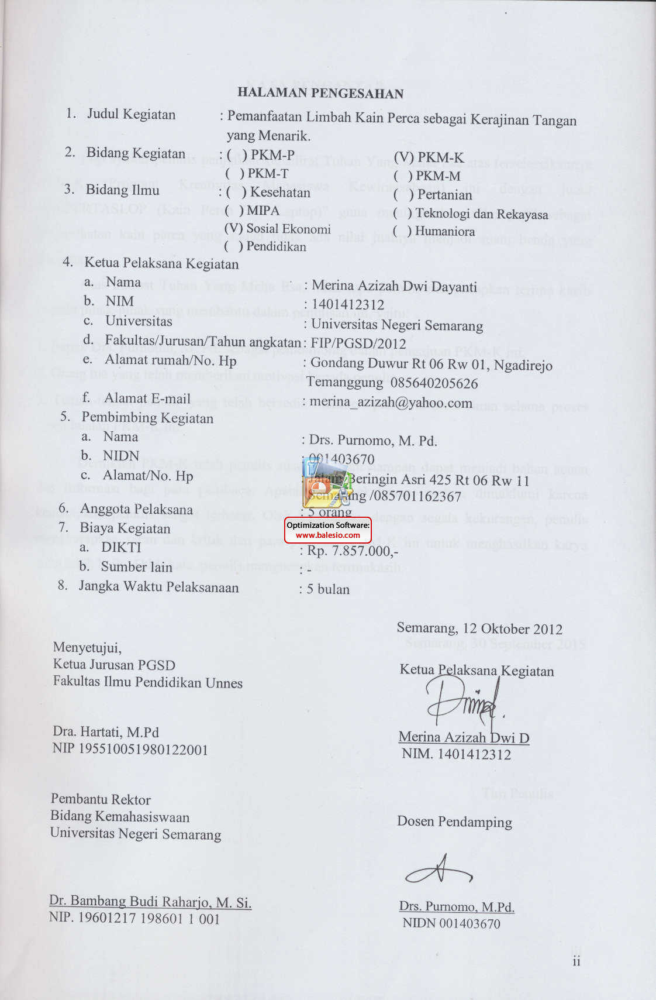 HALAMAN PENGESAHAN
1. Judul Kegiatan : Pemanfaatan Limbah Kain Perca sebagai Kerajinan Tangan
yang Menarik.
2. Bidang Kegiatan : ( ) PKM-P (V) PKM-K
( ) PKM-T ( ) PKM-M
3. Bidang Ilmu : ( ) Kesehatan ( ) Pertanian
( ) MIPA ( ) Teknologi dan Rekayasa
(V) Sosial Ekonomi ( ) Humaniora
( ) Pendidikan
4. Ketua Pelaksana Kegiatan
a. Nama : Merina Azizah Dwi Dayanti
b. NIM : 1401412312
c. Universitas : Universitas Negeri Semarang
d. Fakultas/Jurusan/Tahun angkatan : FIP/PGSD/2012
e. Alamat rumah/No. Hp : Gondang Duwur Rt 06 Rw 01, Ngadirejo
Temanggung 085640205626
f. Alamat E-mail : merina_azizah@yahoo.com
5. Pembimbing Kegiatan
a. Nama : Drs. Purnomo, M. Pd.
b. NIDN : 001403670
c. Alamat/No. Hp : Jalan Beringin Asri 425 Rt 06 Rw 11
Semarang /085701162367
6. Anggota Pelaksana : 5 orang
Optimization Software:
www.balesio.com
7. Biaya Kegiatan
a. DIKTI : Rp. 7.857.000,-
b. Sumber lain : -
8. Jangka Waktu Pelaksanaan : 5 bulan
Semarang, 12 Oktober 2012
Semarang, 30 September 2015
Menyetujui,
Ketua Jurusan PGSD
Fakultas Ilmu Pendidikan Unnes
Ketua Pelaksana Kegiatan
Dra. Hartati, M.Pd
NIP 195510051980122001
Merina Azizah Dwi D
NIM. 1401412312
Tim Penulis
Pembantu Rektor
Bidang Kemahasiswaan
Universitas Negeri Semarang
Dosen Pendamping
Dr. Bambang Budi Raharjo, M. Si.
NIP. 19601217 198601 1 001
Drs. Purnomo, M.Pd.
NIDN 001403670
ii